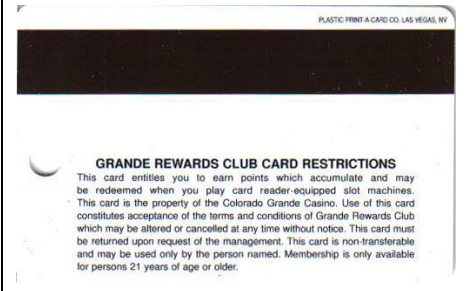 PLASTIC PRINT-A-CARD CO. LAS VEGAS, NV
GRANDE REWARDS CLUB CARD RESTRICTIONS
This card entitles you to earn points which accumulate and may
be redeemed when you play card reader-equipped slot machines.
This card is the property of the Colorado Grande Casino. Use of this card
constitutes acceptance of the terms and conditions of Grande Rewards Club
which may be altered or cancelled at any time without notice. This card must
be returned upon request of the management. This card is non-transferable
and may be used only by the person named. Membership is only available
for persons 21 years of age or older.